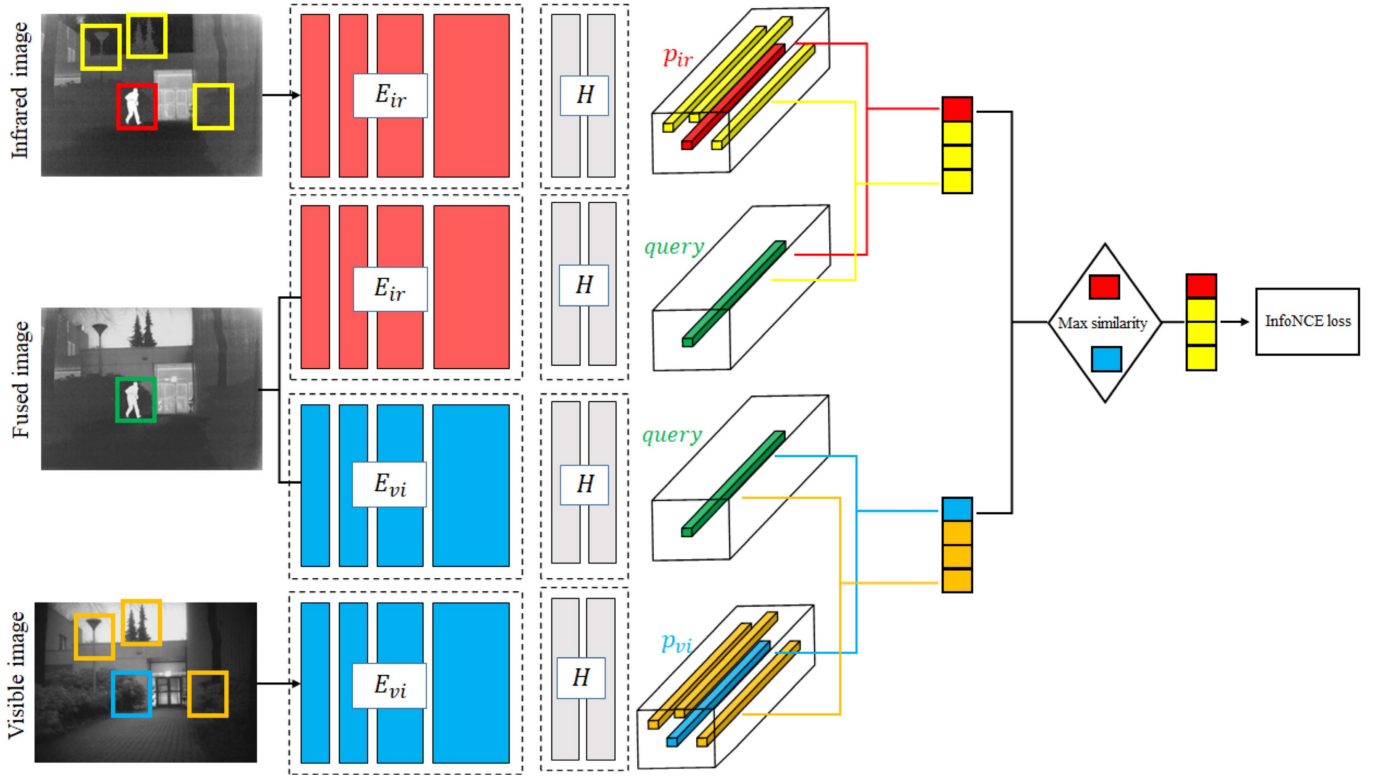 Infrared image
E_ir
H
p_ir
E_ir
H
query
Fused image
Max similarity
InfoNCE loss
E_vi
H
query
Visible image
E_vi
H
p_vi